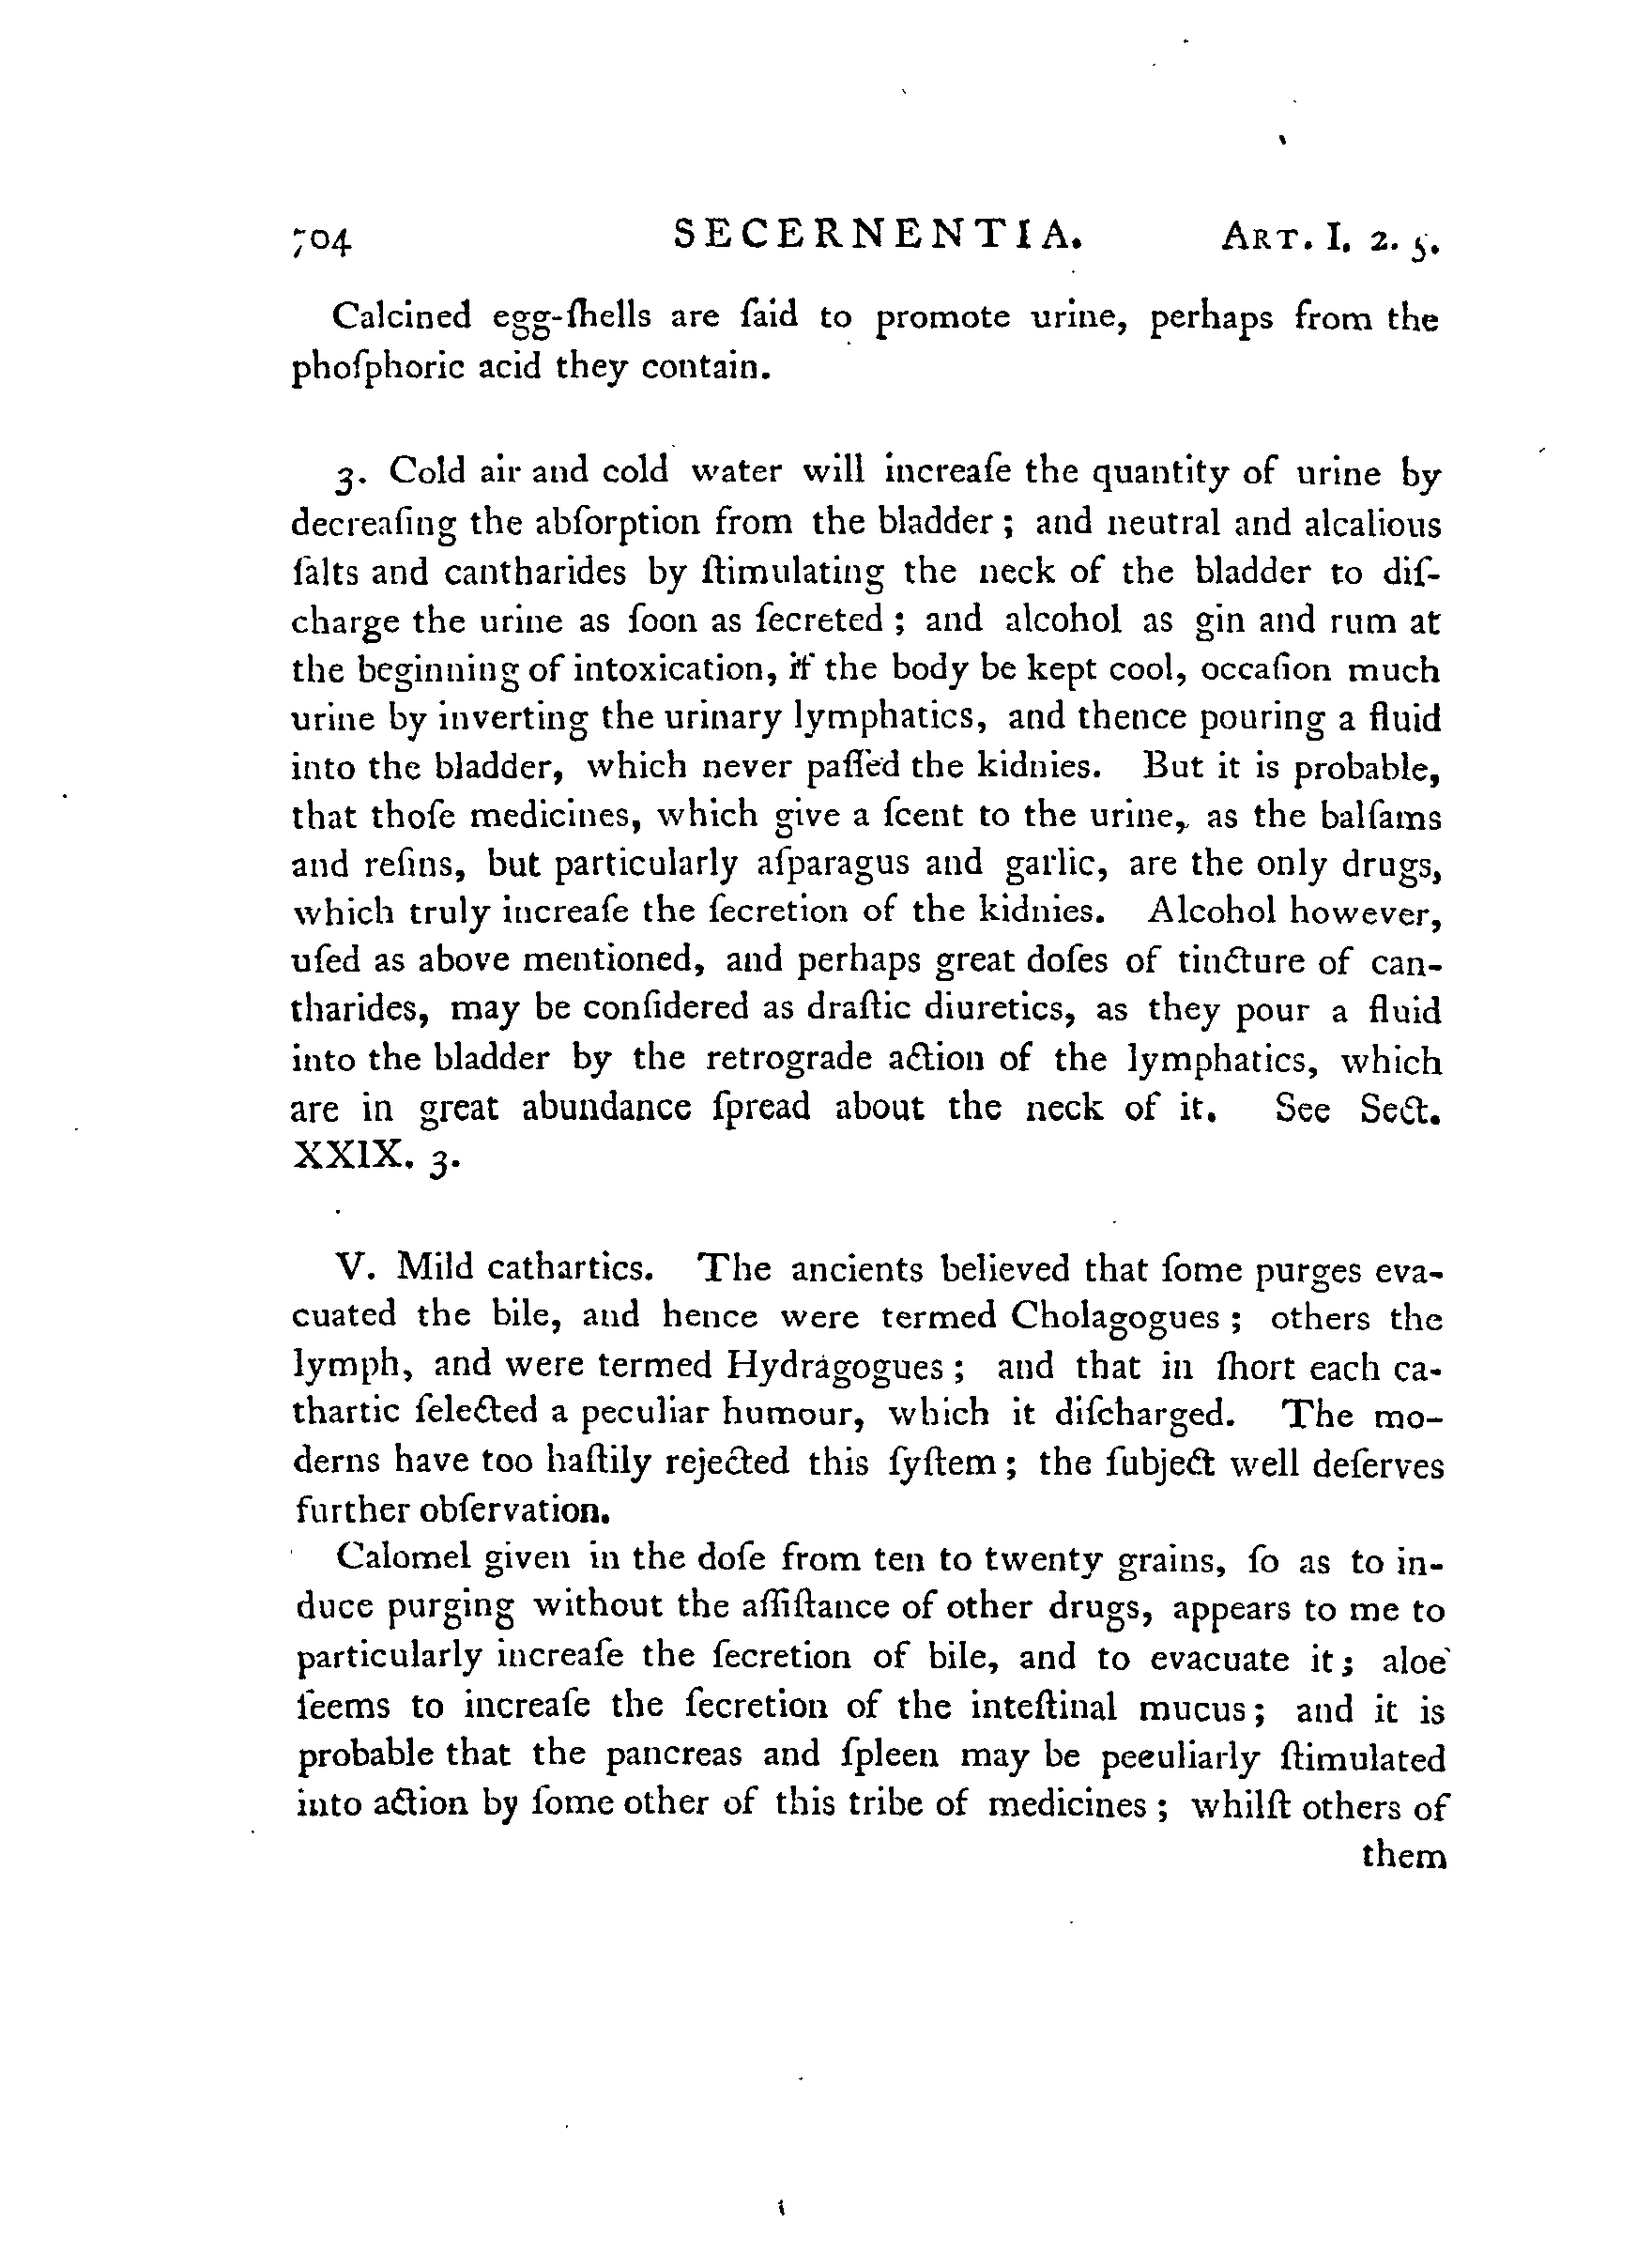 704 SECERNENTIA. ART. I. 2. 5.
Calcined egg-ſhells are ſaid to promote urine, perhaps from the
phoſphoric acid they contain.
3. Cold air and cold water will increaſe the quantity of urine by
decreaſing the abſorption from the bladder; and neutral and alcalious
ſalts and cantharides by ſtimulating the neck of the bladder to diſ-
charge the urine as ſoon as ſecreted; and alcohol as gin and rum at
the beginning of intoxication, if the body be kept cool, occaſion much
urine by inverting the urinary lymphatics, and thence pouring a fluid
into the bladder, which never paſſed the kidnies. But it is probable,
that thoſe medicines, which give a ſcent to the urine, as the balſams
and reſins, but particularly aſparagus and garlic, are the only drugs,
which truly increaſe the ſecretion of the kidnies. Alcohol however,
uſed as above mentioned, and perhaps great doſes of tincture of can-
tharides, may be conſidered as draſtic diuretics, as they pour a fluid
into the bladder by the retrograde action of the lymphatics, which
are in great abundance ſpread about the neck of it. See Sect.
XXIX. 3.
V. Mild cathartics. The ancients believed that ſome purges eva-
cuated the bile, and hence were termed Cholagogues; others the
lymph, and were termed Hydragogues; and that in ſhort each ca-
thartic ſelected a peculiar humour, which it diſcharged. The mo-
derns have too haſtily rejected this ſyſtem; the ſubject well deſerves
further obſervation.
Calomel given in the doſe from ten to twenty grains, ſo as to in-
duce purging without the aſſiſtance of other drugs, appears to me to
particularly increaſe the ſecretion of bile, and to evacuate it; aloe
ſeems to increaſe the ſecretion of the inteſtinal mucus; and it is
probable that the pancreas and ſpleen may be peculiarly ſtimulated
into action by ſome other of this tribe of medicines; whilſt others of
them